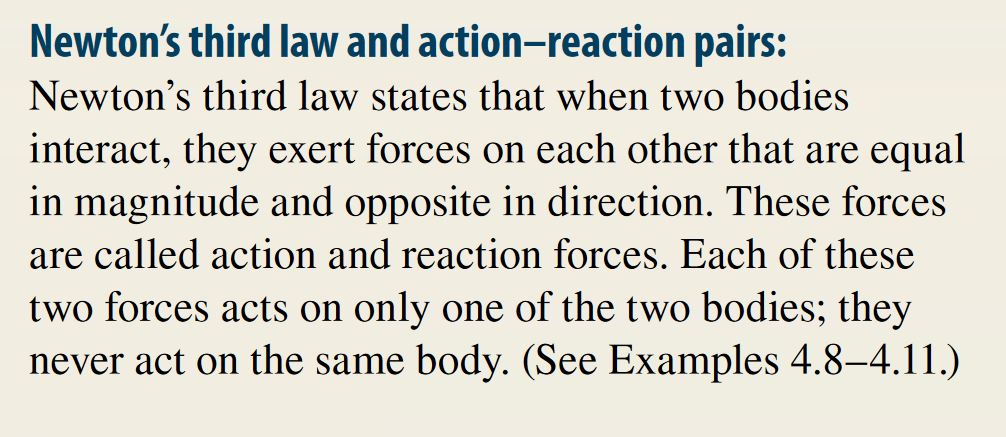 Newton’s third law and action–reaction pairs:
Newton’s third law states that when two bodies
interact, they exert forces on each other that are equal
in magnitude and opposite in direction. These forces
are called action and reaction forces. Each of these
two forces acts on only one of the two bodies; they
never act on the same body. (See Examples 4.8–4.11.)